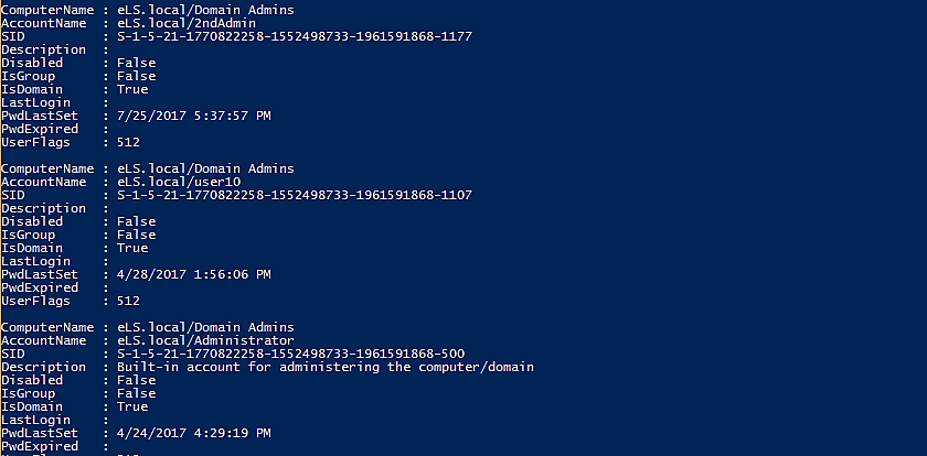 ComputerName : eLS.local/Domain Admins
AccountName : eLS.local/2ndAdmin
SID : S-1-5-21-1770822258-1552498733-1961591868-1177
Description :
Disabled : False
IsGroup : False
IsDomain : True
LastLogin :
PwdLastSet : 7/25/2017 5:37:57 PM
PwdExpired :
UserFlags : 512
ComputerName : eLS.local/Domain Admins
AccountName : eLS.local/user10
SID : S-1-5-21-1770822258-1552498733-1961591868-1107
Description :
Disabled : False
IsGroup : False
IsDomain : True
LastLogin :
PwdLastSet : 4/28/2017 1:56:06 PM
PwdExpired :
UserFlags : 512
ComputerName : eLS.local/Domain Admins
AccountName : eLS.local/Administrator
SID : S-1-5-21-1770822258-1552498733-1961591868-500
Description : Built-in account for administering the computer/domain
Disabled : False
IsGroup : False
IsDomain : True
LastLogin :
PwdLastSet : 4/24/2017 4:29:19 PM
PwdExpired :